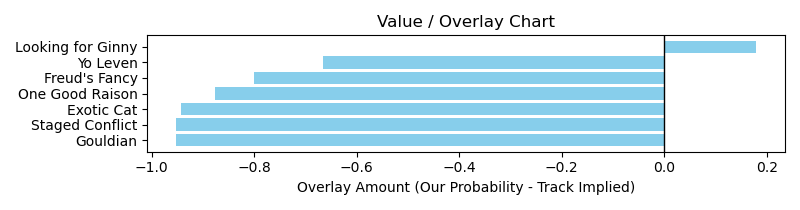 Value / Overlay Chart
Looking for Ginny
Yo Leven
Freud's Fancy
One Good Raison
Exotic Cat
Staged Conflict
Gouldian
−1.0 −0.8 −0.6 −0.4 −0.2 0.0 0.2
Overlay Amount (Our Probability - Track Implied)